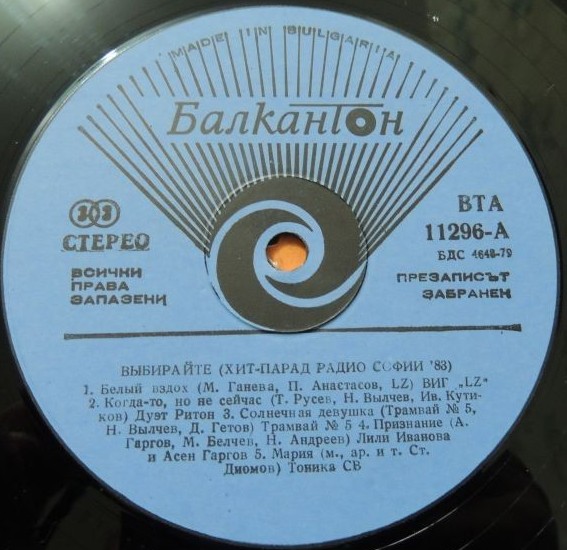 MADE IN BULGARIA
Балкантон
СТЕРЕО
ВСИЧКИ
ПРАВА
ЗАПАЗЕНИ
ВТА
11296-А
БДС 4648-79
ПРЕЗАПИСЪТ
ЗАБРАНЕН
ВЫБИРАЙТЕ (ХИТ-ПАРАД РАДИО СОФИИ '83)
1. Белый вздох (М. Ганева, П. Анастасов, LZ) ВИГ „LZ"
2. Когда-то, но не сейчас (Т. Русев, Н. Вылчев, Ив. Кути-
ков) Дуэт Ритон 3. Солнечная девушка (Трамвай № 5,
Н. Вылчев, Д. Гетов) Трамвай № 5 4. Признание (А.
Гаргов, М. Белчев, Н. Андреев) Лили Иванова
и Асен Гаргов 5. Мария (м., ар. и т. Ст.
Диомов) Тоника СВ